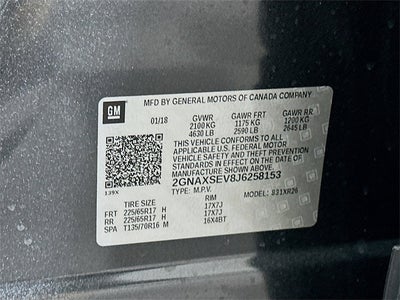 GM
MFD BY GENERAL MOTORS OF CANADA COMPANY
01/18 GVWR GAWR FRT GAWR RR
2100 KG 1175 KG 1200 KG
4630 LB 2590 LB 2645 LB
THIS VEHICLE CONFORMS TO ALL
APPLICABLE U.S. FEDERAL MOTOR
VEHICLE SAFETY, BUMPER, AND THEFT
PREVENTION STANDARDS IN EFFECT ON
THE DATE OF MANUFACTURE SHOWN ABOVE.
139X 2GNAXSEV8J6258153
TYPE: M.P.V. MODEL: 831XR26
TIRE SIZE RIM
FRT 225/65R17 H 17X7J
RR 225/65R17 H 17X7J
SPA T135/70R16 M 16X4BT